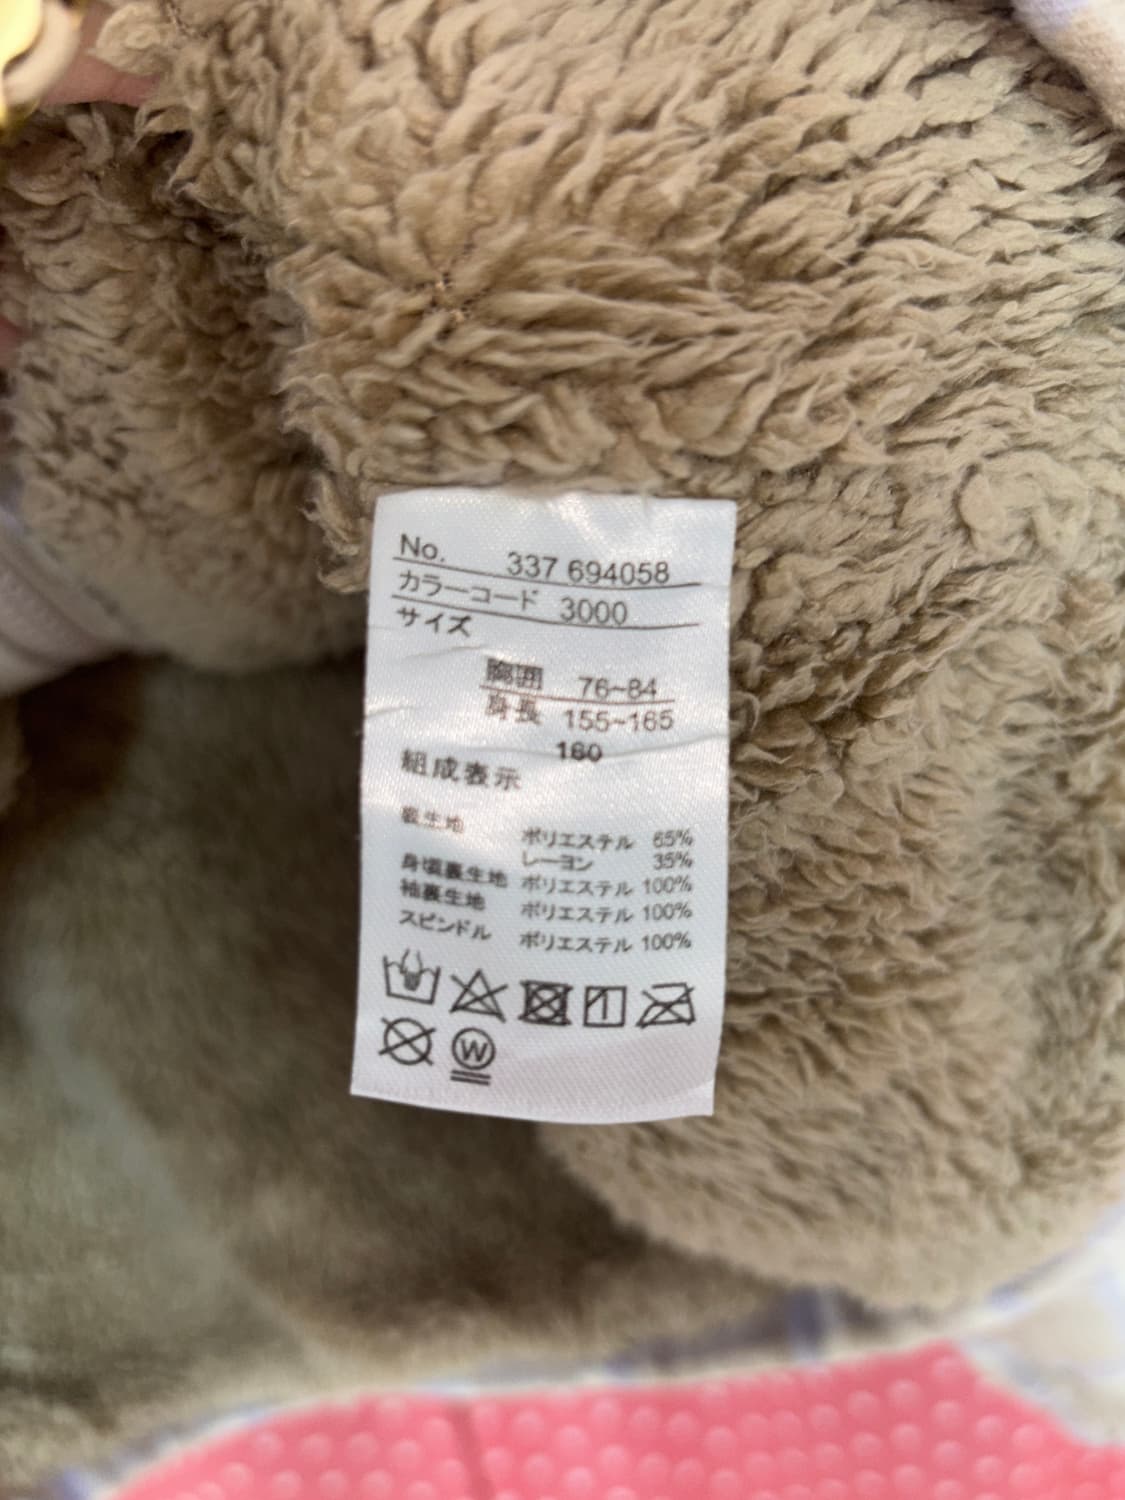 No. 337 694058
カラーコード 3000
サイズ
胸囲 76~84
身長 155~165
160
組成表示
表生地 ポリエステル 65%
レーヨン 35%
身頃裏生地 ポリエステル 100%
袖裏生地 ポリエステル 100%
スピンドル ポリエステル 100%
W